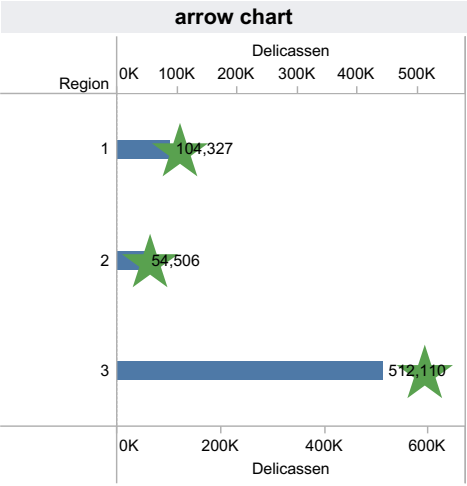 arrow chart
Delicassen
Region 0K 100K 200K 300K 400K 500K
1 104,327
2 54,506
3 512,110
0K 200K 400K 600K
Delicassen